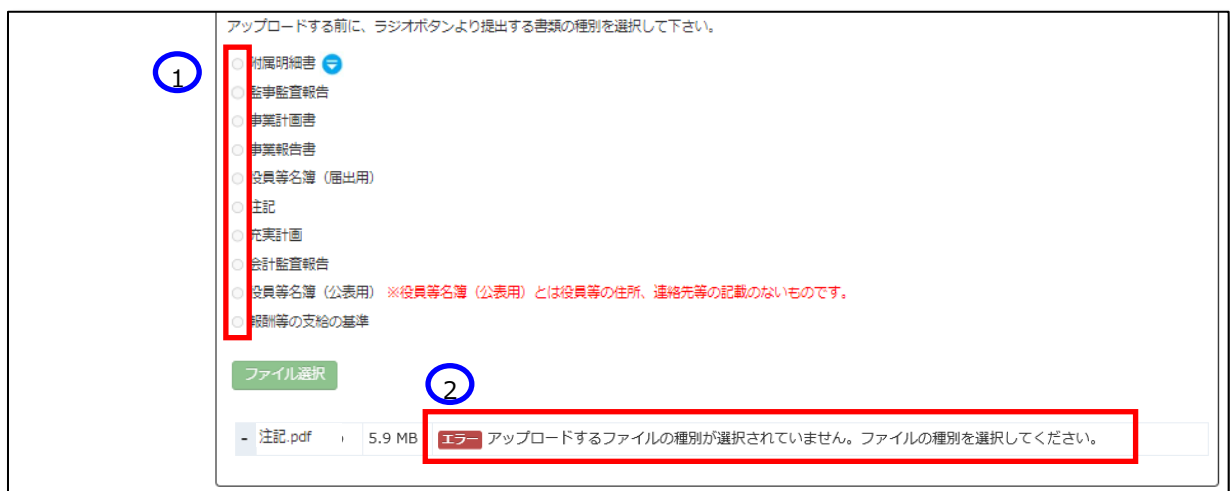 アップロードする前に、ラジオボタンより提出する書類の種別を選択して下さい。
1
附属明細書
監事監査報告
事業計画書
事業報告書
役員等名簿（届出用）
注記
充実計画
会計監査報告
役員等名簿（公表用） ※役員等名簿（公表用）とは役員等の住所、連絡先等の記載のないものです。
報酬等の支給の基準
ファイル選択
2
- 注記.pdf 5.9 MB エラー アップロードするファイルの種別が選択されていません。ファイルの種別を選択してください。